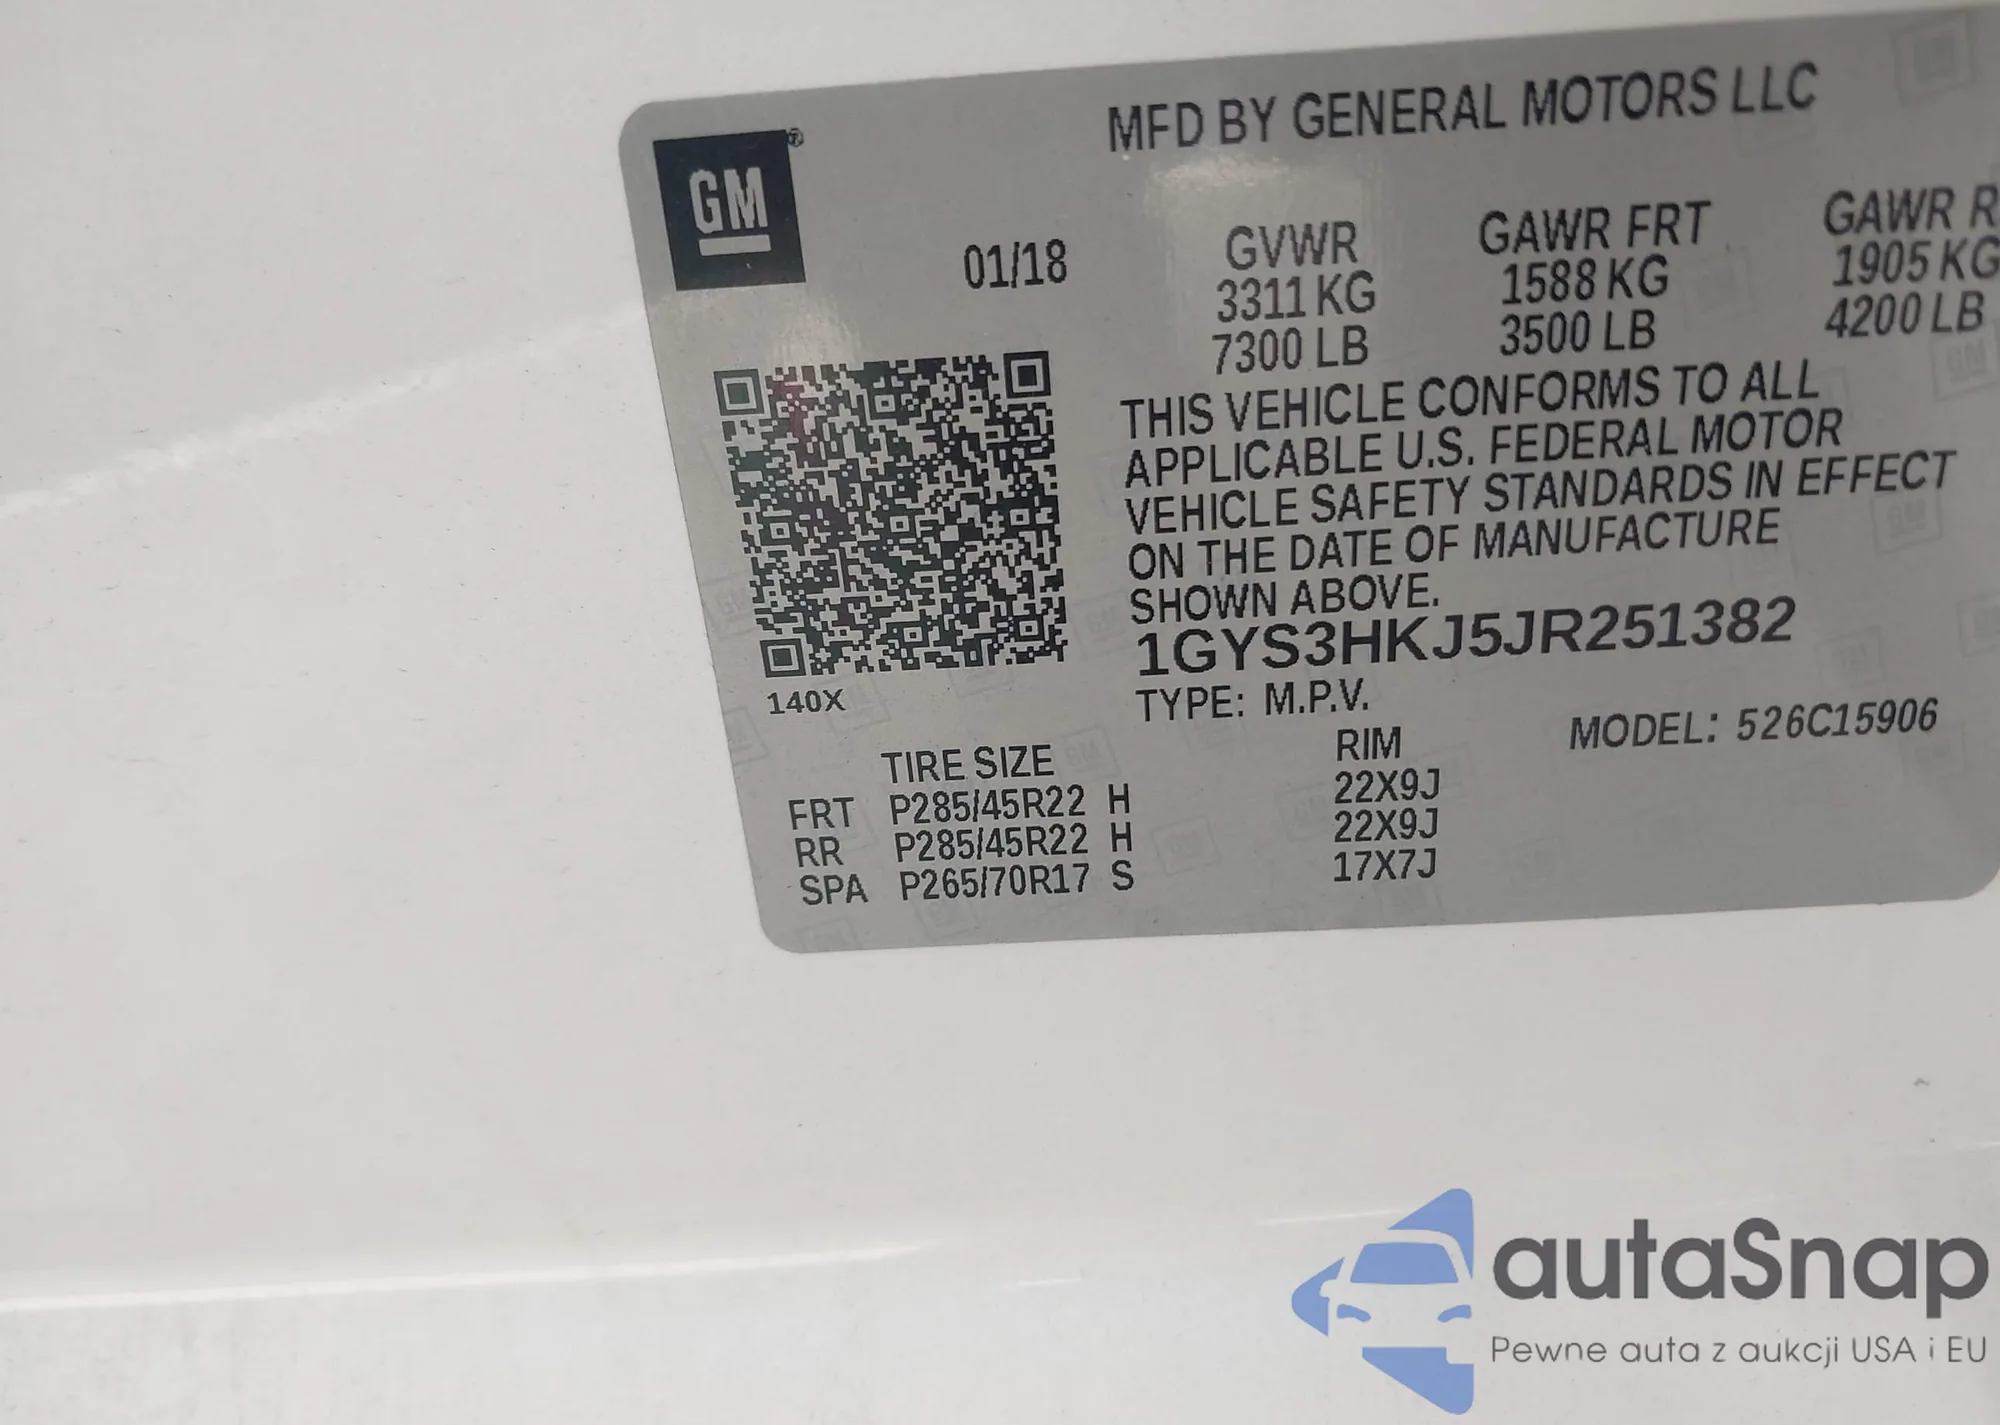 MFD BY GENERAL MOTORS LLC
GM
®
01/18
GVWR
3311 KG
7300 LB
GAWR FRT
1588 KG
3500 LB
GAWR R
1905 KG
4200 LB
THIS VEHICLE CONFORMS TO ALL
APPLICABLE U.S. FEDERAL MOTOR
VEHICLE SAFETY STANDARDS IN EFFECT
ON THE DATE OF MANUFACTURE
SHOWN ABOVE.
1GYS3HKJ5JR251382
140X
TYPE: M.P.V.
MODEL: 526C15906
TIRE SIZE RIM
FRT P285/45R22 H 22X9J
RR P285/45R22 H 22X9J
SPA P265/70R17 S 17X7J
autaSnap
Pewne auta z aukcji USA i EU